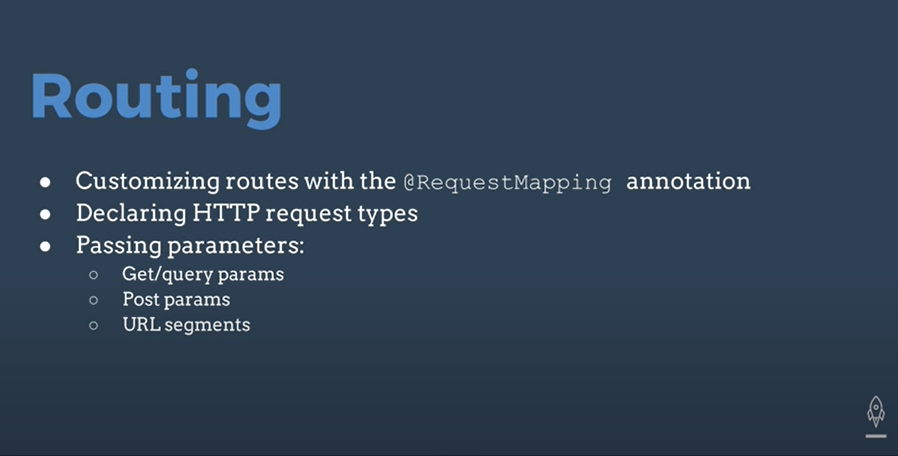 Routing
● Customizing routes with the @RequestMapping annotation
● Declaring HTTP request types
● Passing parameters:
○ Get/query params
○ Post params
○ URL segments